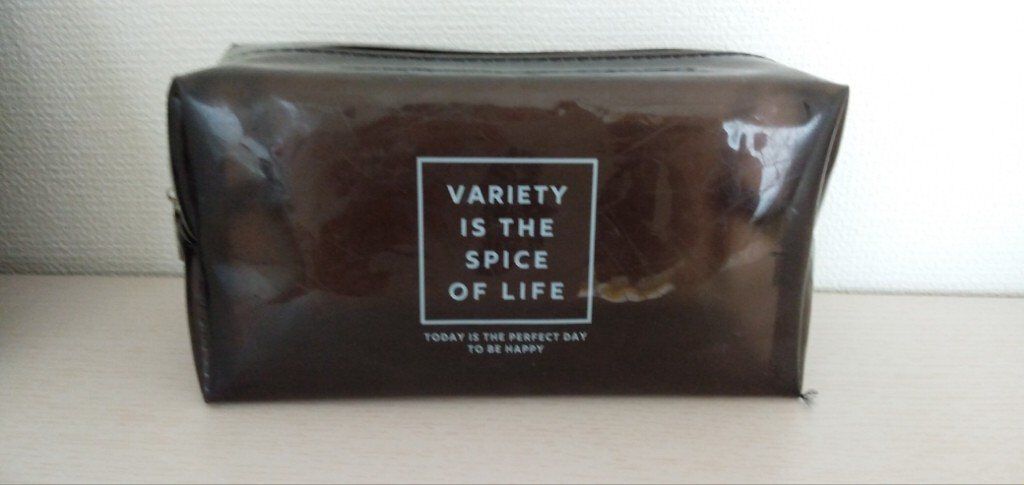 VARIETY
IS THE
SPICE
OF LIFE
TODAY IS THE PERFECT DAY
TO BE HAPPY